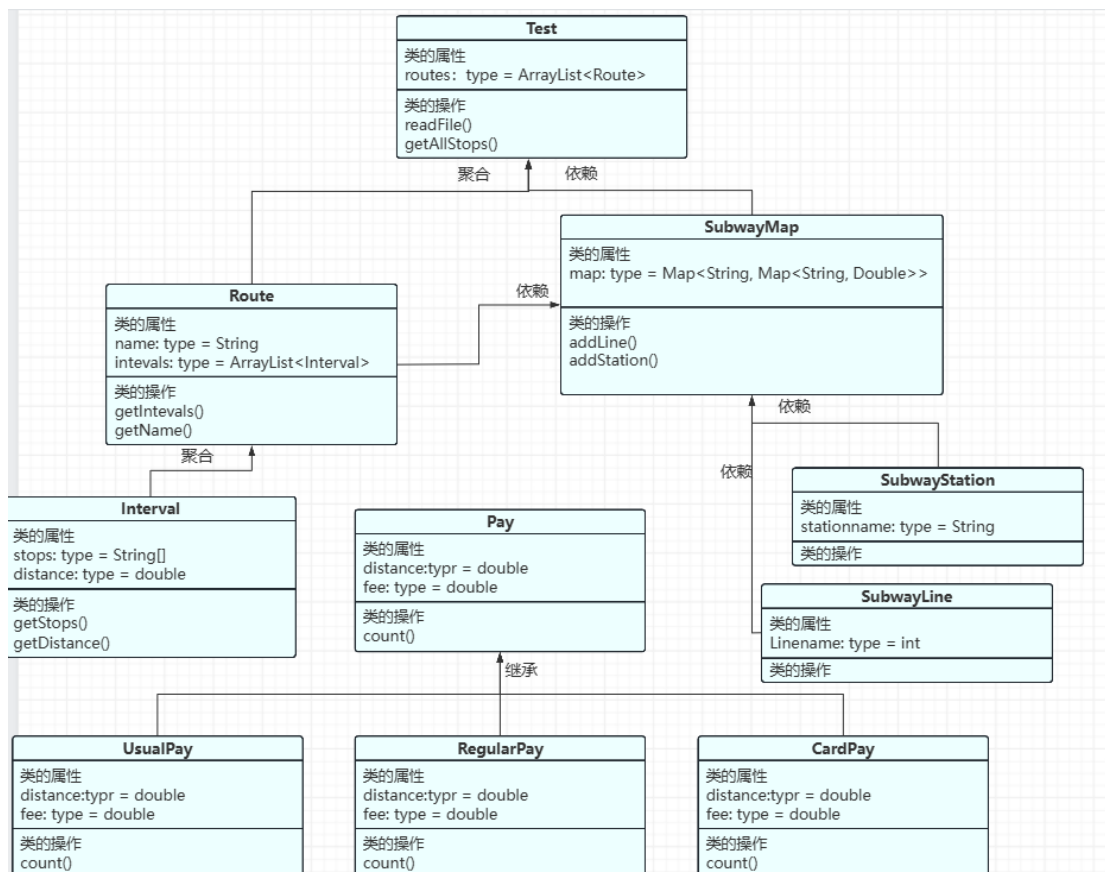 Test
类的属性
routes：type = ArrayList<Route>
类的操作
readFile()
getAllStops()
聚合
依赖
SubwayMap
类的属性
map: type = Map<String, Map<String, Double>>
类的操作
addLine()
addStation()
依赖
Route
类的属性
name: type = String
intevals: type = ArrayList<Interval>
类的操作
getIntevals()
getName()
聚合
依赖
依赖
Interval
类的属性
stops: type = String[]
distance: type = double
类的操作
getStops()
getDistance()
Pay
类的属性
distance:typr = double
fee: type = double
类的操作
count()
继承
SubwayStation
类的属性
stationname: type = String
类的操作
SubwayLine
类的属性
Linename: type = int
类的操作
UsualPay
类的属性
distance:typr = double
fee: type = double
类的操作
count()
RegularPay
类的属性
distance:typr = double
fee: type = double
类的操作
count()
CardPay
类的属性
distance:typr = double
fee: type = double
类的操作
count()